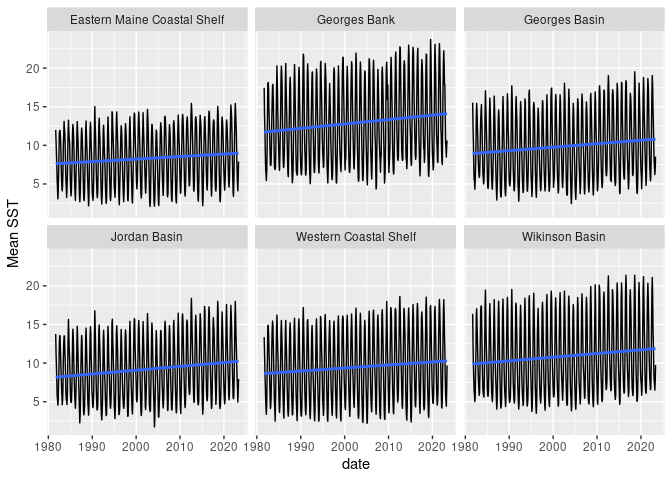 Eastern Maine Coastal Shelf
Georges Bank
Georges Basin
20
15
10
5
Jordan Basin
Western Coastal Shelf
Wikinson Basin
20
15
10
5
Mean SST
1980 1990 2000 2010 2020
1980 1990 2000 2010 2020
1980 1990 2000 2010 2020
date